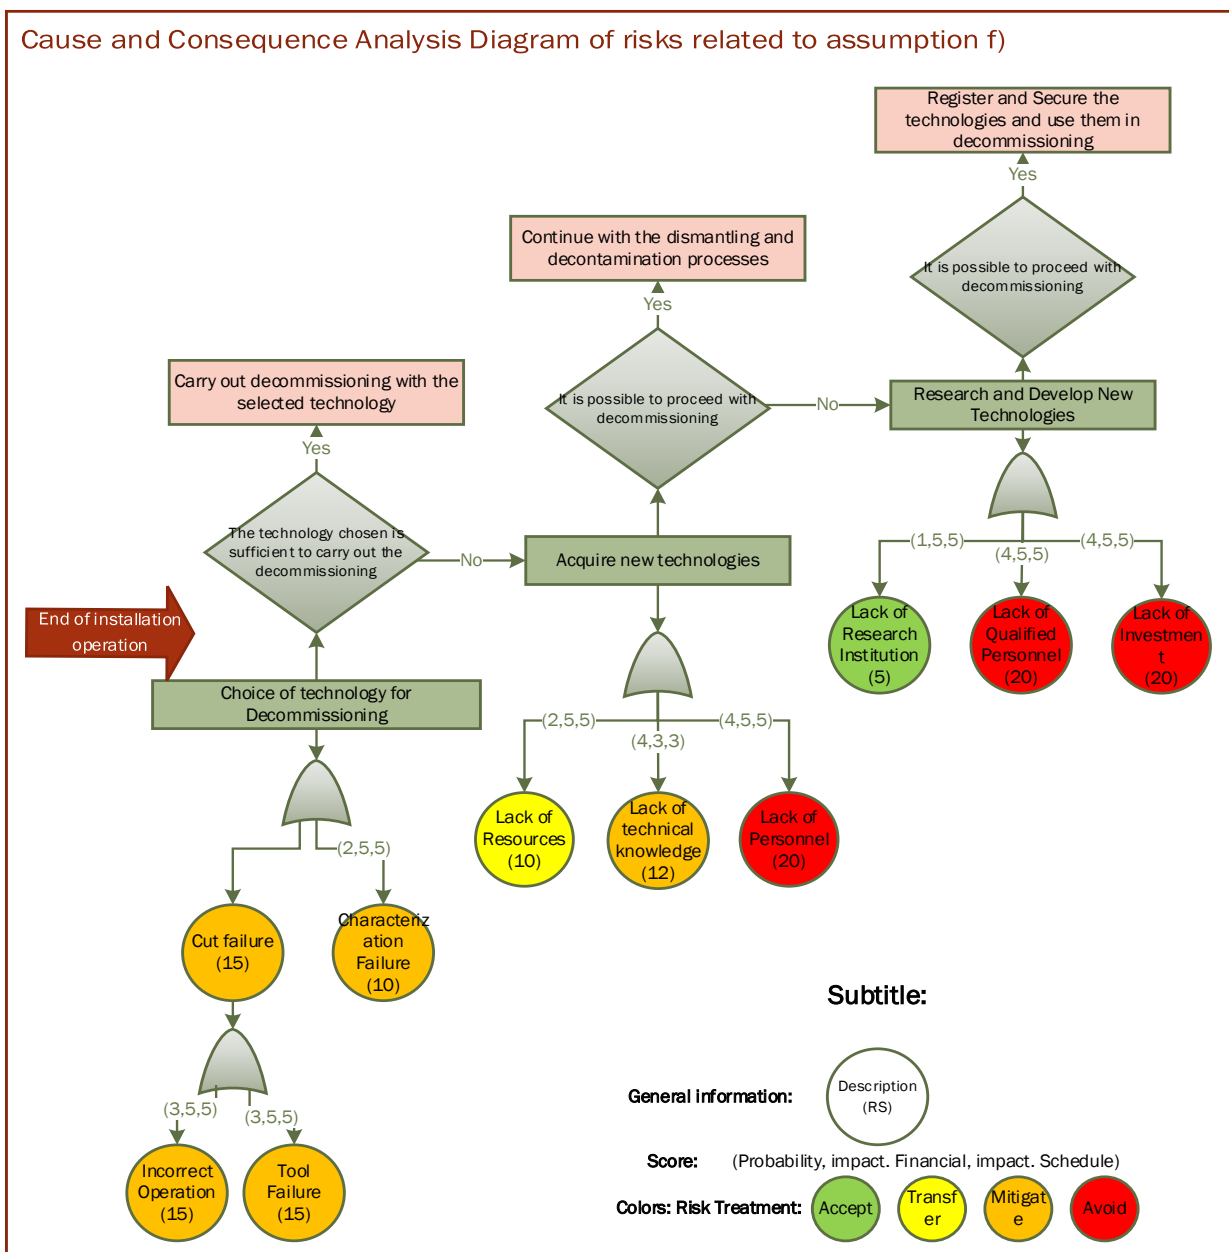 Cause and Consequence Analysis Diagram of risks related to assumption f)
Register and Secure the
technologies and use them in
decommissioning
Yes
It is possible to proceed with
decommissioning
Continue with the dismantling and
decontamination processes
Yes
It is possible to proceed with
decommissioning
No
Research and Develop New
Technologies
Carry out decommissioning with the
selected technology
Yes
The technology chosen is
sufficient to carry out the
decommissioning
No
Acquire new technologies
(1,5,5)
(4,5,5)
(4,5,5)
Lack of
Research
Institution
(5)
Lack of
Qualified
Personnel
(20)
Lack of
Investmen
t
(20)
End of installation
operation
Choice of technology for
Decommissioning
(2,5,5)
(4,3,3)
(4,5,5)
Lack of
Resources
(10)
Lack of
technical
knowledge
(12)
Lack of
Personnel
(20)
(2,5,5)
Cut failure
(15)
Characteriz
ation
Failure
(10)
(3,5,5)
(3,5,5)
Incorrect
Operation
(15)
Tool
Failure
(15)
Subtitle:
General information:
Description
(RS)
Score:
(Probability, impact. Financial, impact. Schedule)
Colors: Risk Treatment:
Accept
Transf
er
Mitigat
e
Avoid